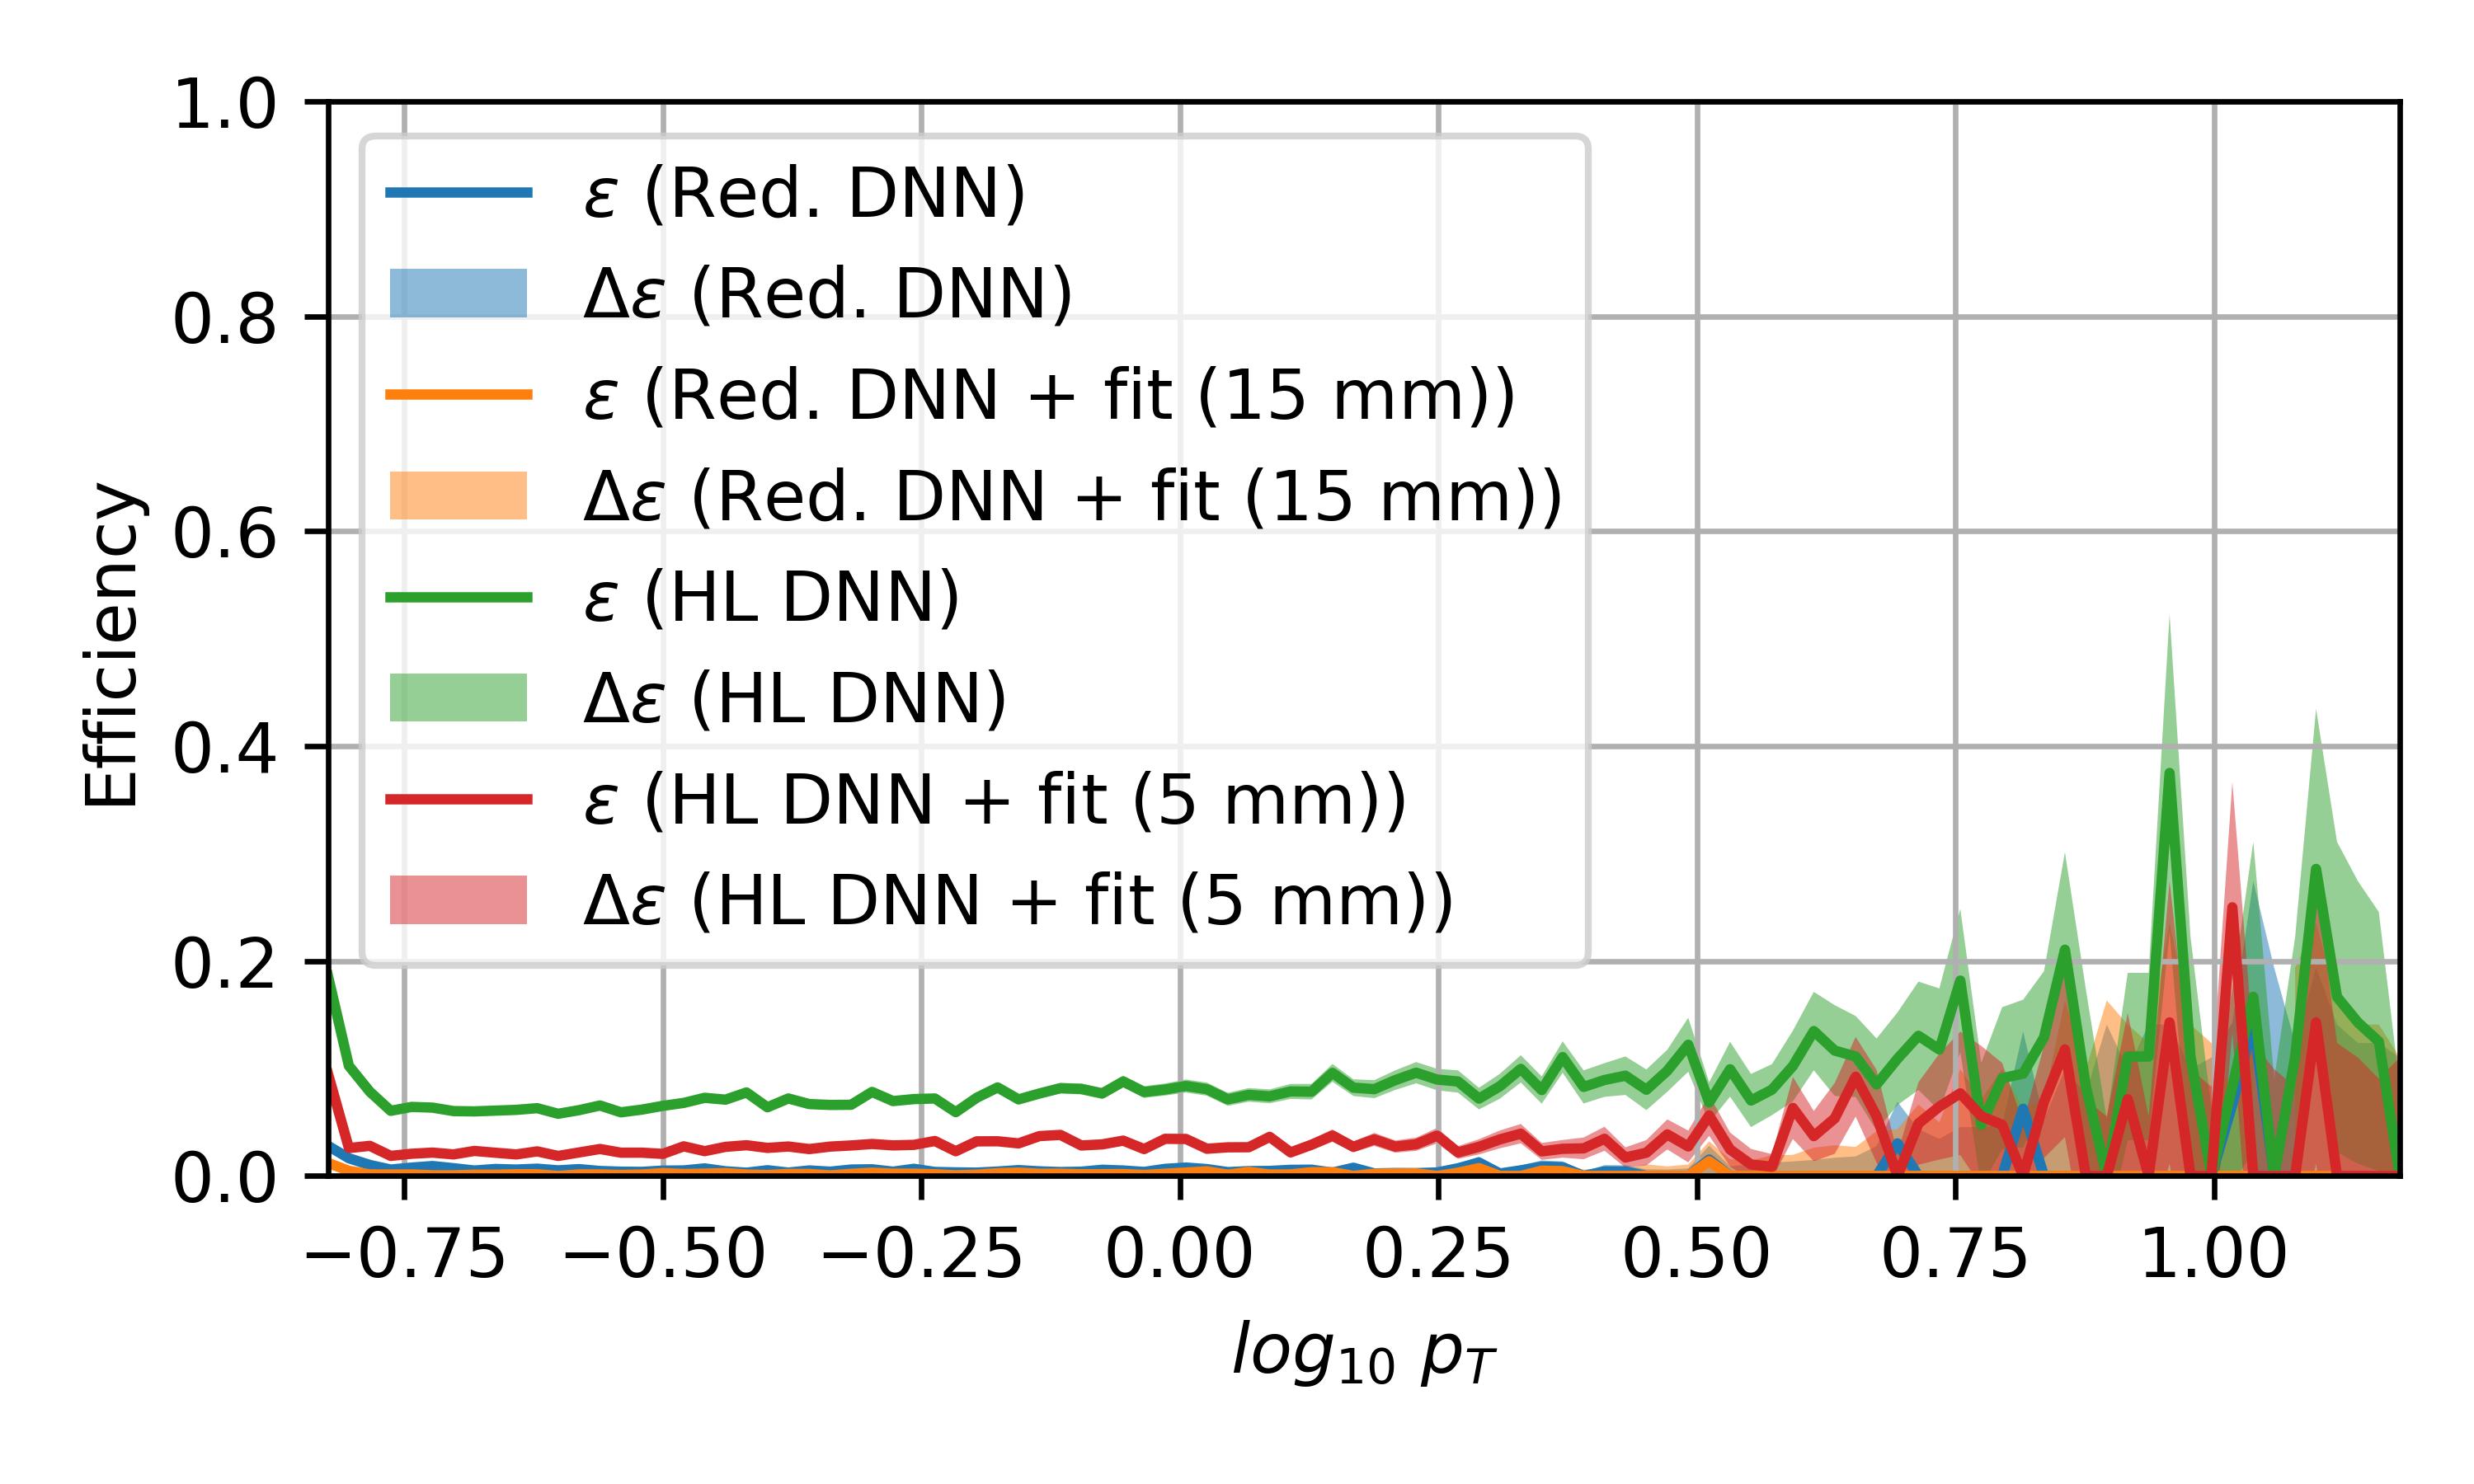 1.0
0.8
0.6
0.4
0.2
0.0
Efficiency
ε (Red. DNN)
Δε (Red. DNN)
ε (Red. DNN + fit (15 mm))
Δε (Red. DNN + fit (15 mm))
ε (HL DNN)
Δε (HL DNN)
ε (HL DNN + fit (5 mm))
Δε (HL DNN + fit (5 mm))
−0.75 −0.50 −0.25 0.00 0.25 0.50 0.75 1.00
log₁₀ p_T